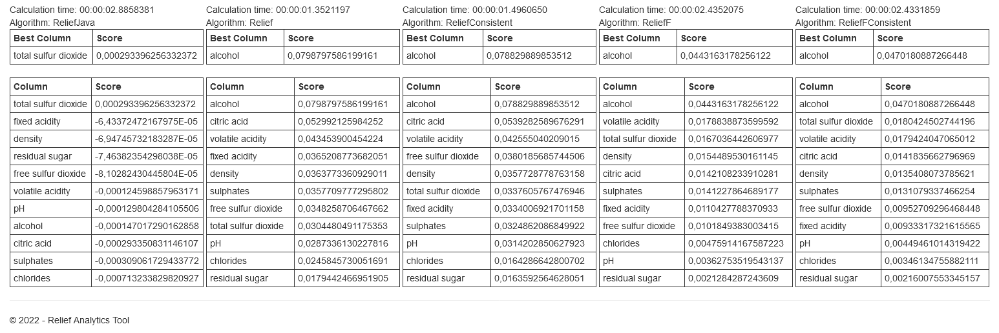 Calculation time: 00:00:02.8858381 Calculation time: 00:00:01.3521197 Calculation time: 00:00:01.4960650 Calculation time: 00:00:02.4352075 Calculation time: 00:00:02.4331859
Algorithm: ReliefJava Algorithm: Relief Algorithm: ReliefConsistent Algorithm: ReliefF Algorithm: ReliefFConsistent
Best Column Score Best Column Score Best Column Score Best Column Score Best Column Score
total sulfur dioxide 0,000293396256332372 alcohol 0,0798797586199161 alcohol 0,078829889853512 alcohol 0,0443163178256122 alcohol 0,0470180887266448
Column Score Column Score Column Score Column Score Column Score
total sulfur dioxide 0,000293396256332372 alcohol 0,0798797586199161 alcohol 0,078829889853512 alcohol 0,0443163178256122 alcohol 0,0470180887266448
fixed acidity -6,43372472167975E-05 citric acid 0,052992125984252 citric acid 0,0539282589676291 volatile acidity 0,0178838873599592 total sulfur dioxide 0,0180424502744196
density -6,94745732183287E-05 volatile acidity 0,043453900454224 volatile acidity 0,042555040209015 total sulfur dioxide 0,0167036442606977 volatile acidity 0,0179424047065012
residual sugar -7,46382354298038E-05 fixed acidity 0,0365208773682051 free sulfur dioxide 0,0380185685744506 density 0,0154489530161145 citric acid 0,0141835662796969
free sulfur dioxide -8,10282430445804E-05 density 0,0363773360929011 density 0,0357728778763158 citric acid 0,0142108233910281 density 0,0135408073785621
volatile acidity -0,000124598857963171 sulphates 0,0357709777295802 total sulfur dioxide 0,0337605767476946 sulphates 0,0141227864689177 sulphates 0,0131079337466254
pH -0,000129804284105506 free sulfur dioxide 0,0348258706467662 fixed acidity 0,0334006921701158 fixed acidity 0,0110427788370933 free sulfur dioxide 0,00952709296468448
alcohol -0,000147017290162858 total sulfur dioxide 0,0304480491175353 sulphates 0,0324862086849922 free sulfur dioxide 0,0101849383003415 fixed acidity 0,00933317321615565
citric acid -0,000293350831146107 pH 0,0287336130227816 pH 0,0314202850627923 chlorides 0,00475914167587223 pH 0,00449461014319422
sulphates -0,000309061729433772 chlorides 0,0245845730051691 chlorides 0,0164286642800702 pH 0,00362753519543137 chlorides 0,00346134755882111
chlorides -0,000713233829820927 residual sugar 0,0179442466951905 residual sugar 0,0163592564628051 residual sugar 0,0021284287243609 residual sugar 0,00216007553345157
© 2022 - Relief Analytics Tool